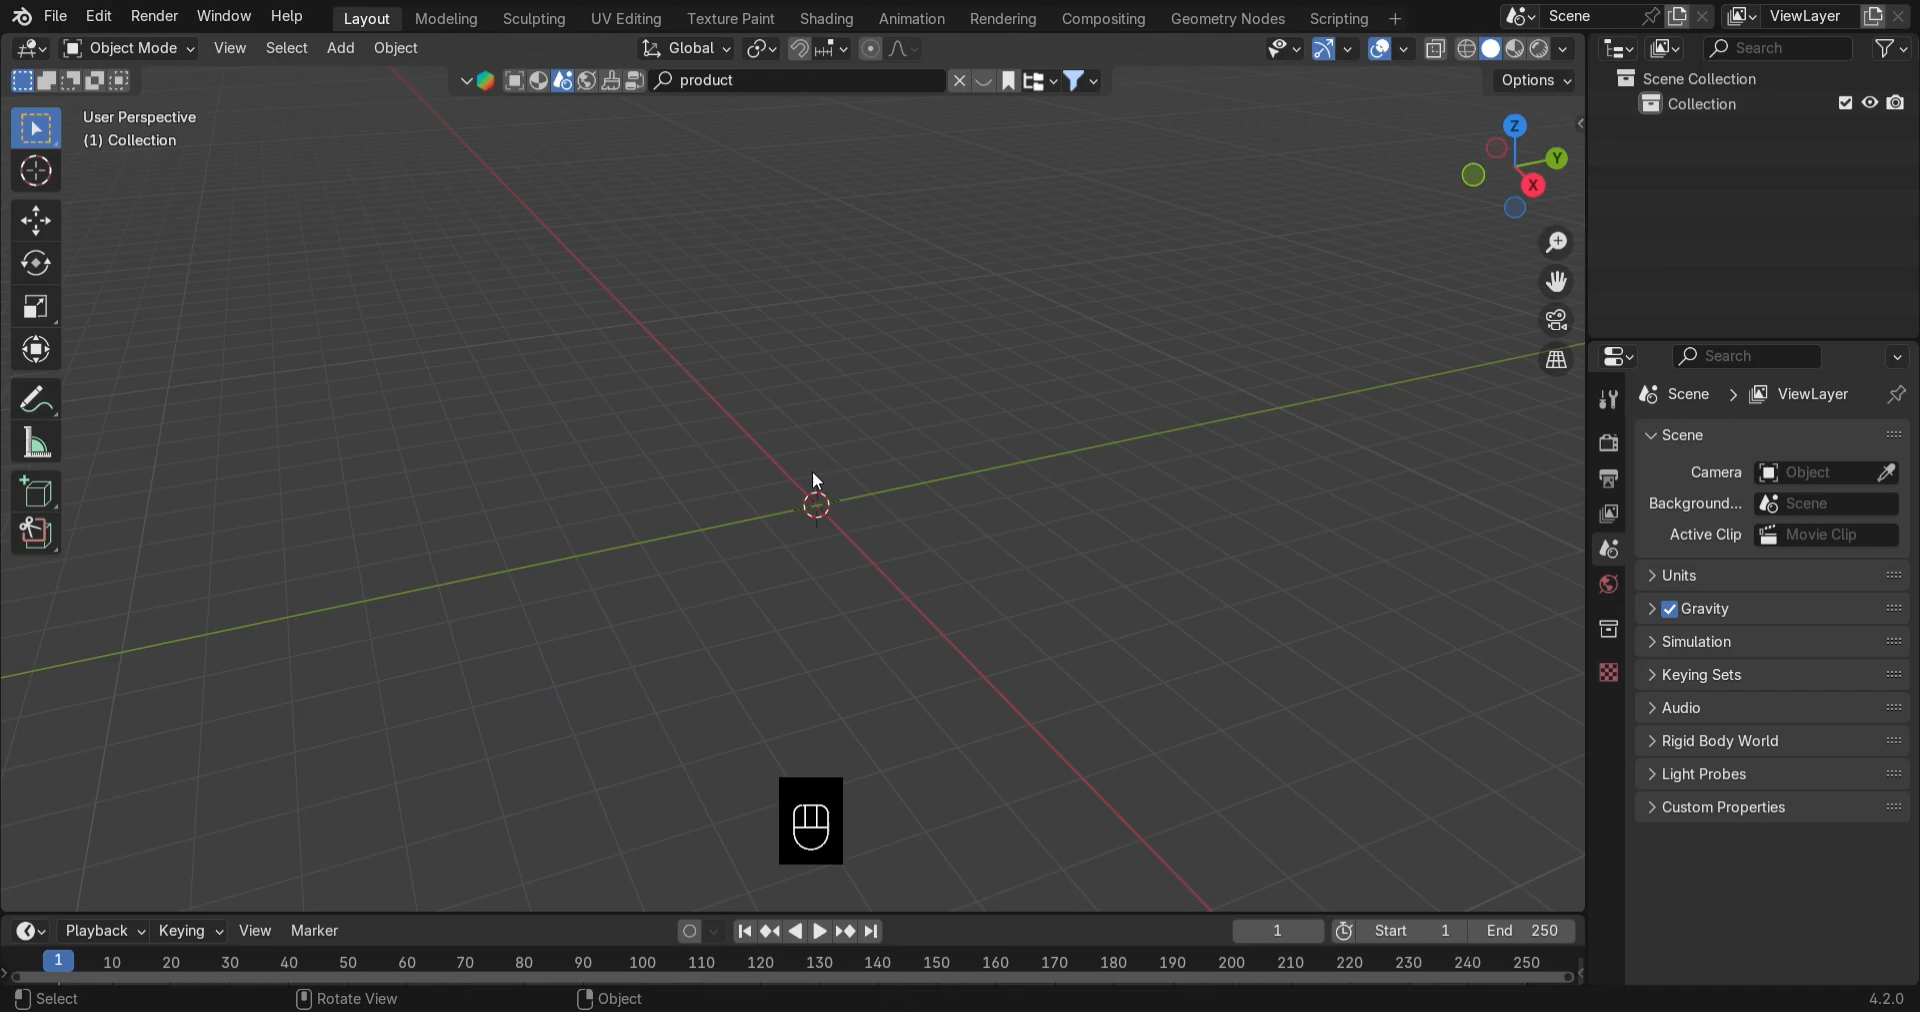 File Edit Render Window Help Layout Modeling Sculpting UV Editing Texture Paint Shading Animation Rendering Compositing Geometry Nodes Scripting + Scene ViewLayer
Object Mode View Select Add Object Global Search
product Options
Scene Collection
Collection
User Perspective
(1) Collection
Z
Y
X
Search
Scene ViewLayer
Scene
Camera Object
Background... Scene
Active Clip Movie Clip
Units
Gravity
Simulation
Keying Sets
Audio
Rigid Body World
Light Probes
Custom Properties
Playback Keying View Marker 1 Start 1 End 250
1 10 20 30 40 50 60 70 80 90 100 110 120 130 140 150 160 170 180 190 200 210 220 230 240 250
Select Rotate View Object 4.2.0